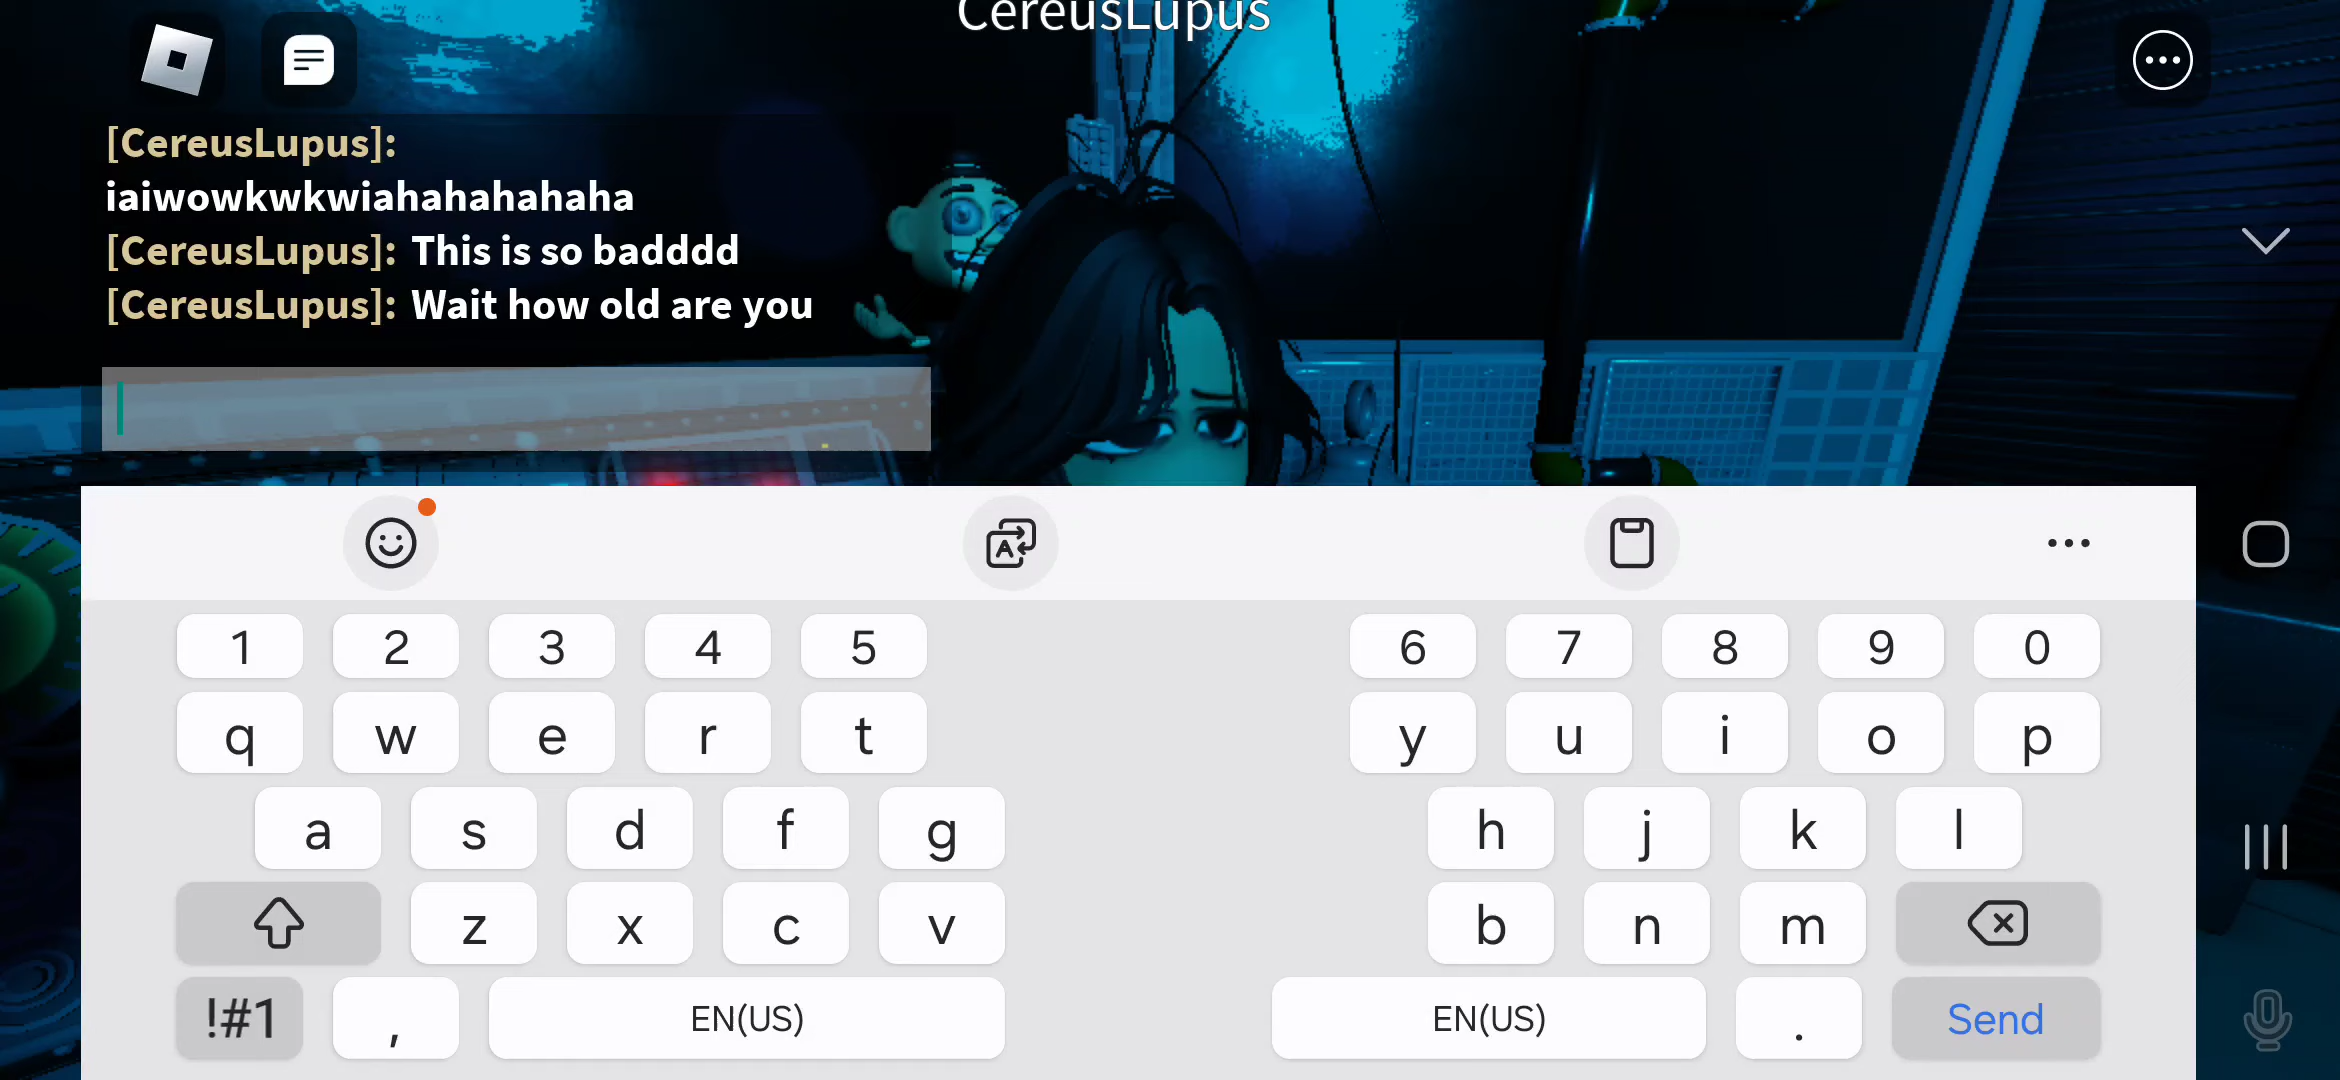 CereusLupus
[CereusLupus]:
iaiwowkwkwiahahahahaha
[CereusLupus]: This is so badddd
[CereusLupus]: Wait how old are you
1 2 3 4 5 6 7 8 9 0
q w e r t y u i o p
a s d f g h j k l
z x c v b n m
!#1 , EN(US) EN(US) . Send